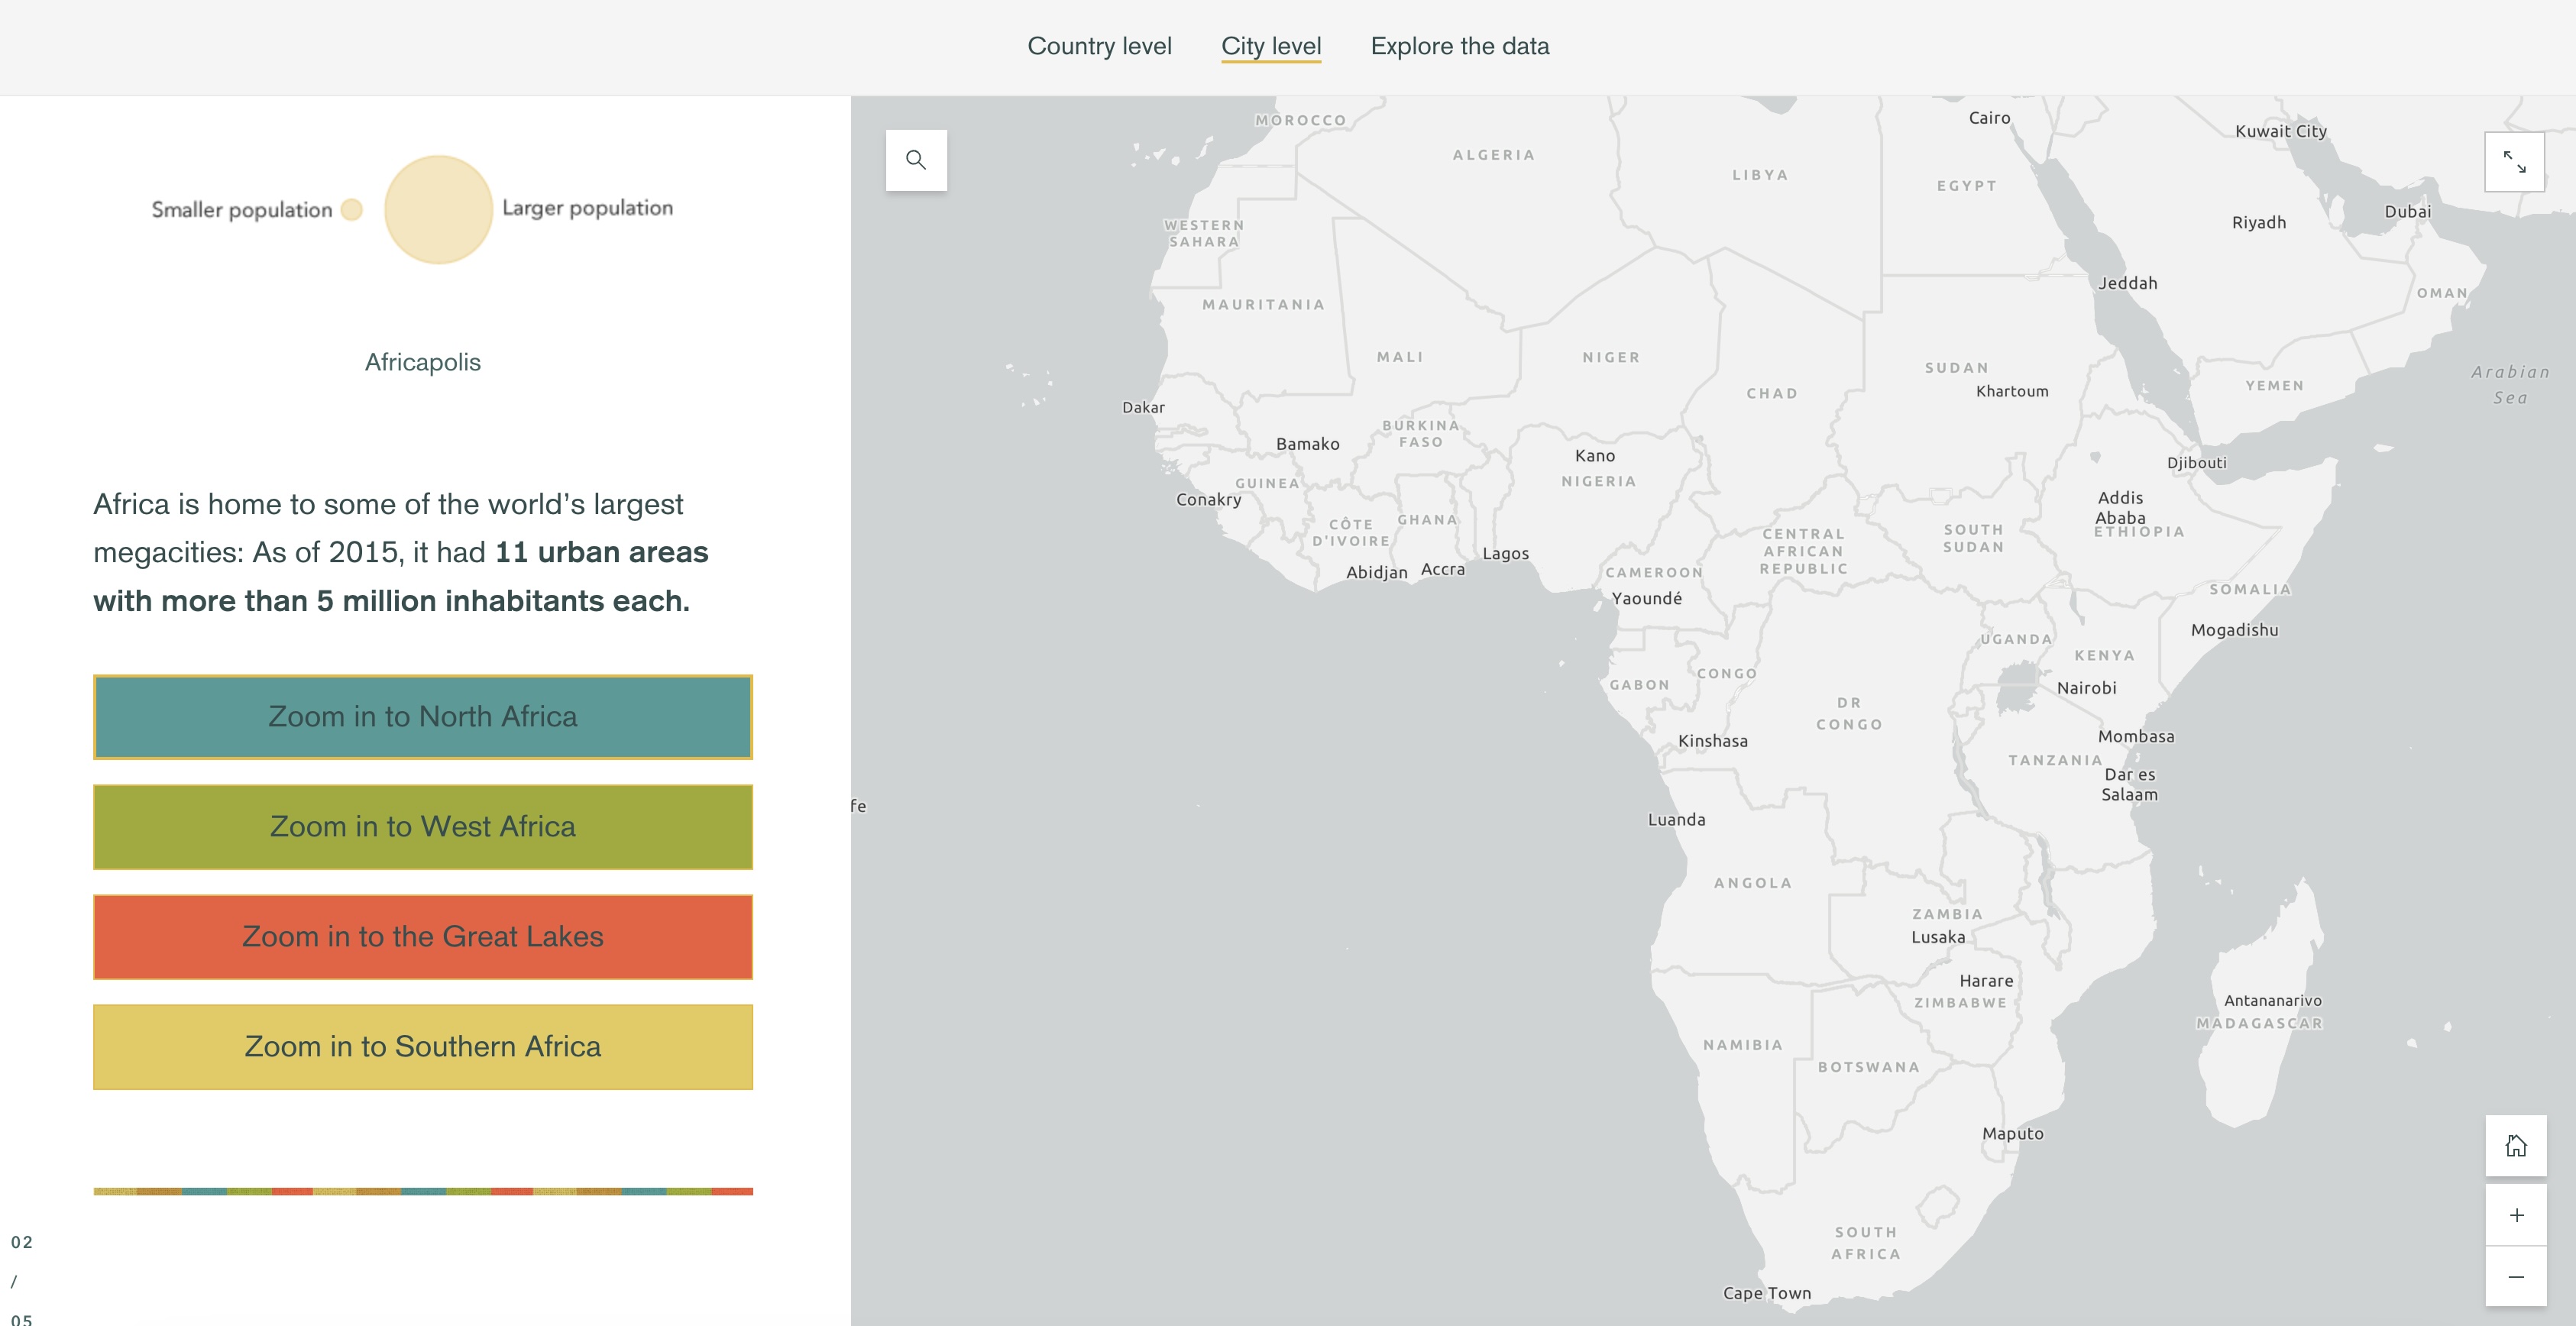 Country level
City level
Explore the data
Smaller population
Larger population
Africapolis
Africa is home to some of the world’s largest
megacities: As of 2015, it had 11 urban areas
with more than 5 million inhabitants each.
Zoom in to North Africa
Zoom in to West Africa
Zoom in to the Great Lakes
Zoom in to Southern Africa
02
/
05
MOROCCO
Cairo
Kuwait City
ALGERIA
LIBYA
EGYPT
Riyadh
Dubai
WESTERN
SAHARA
Jeddah
OMAN
MAURITANIA
MALI
NIGER
SUDAN
Khartoum
CHAD
YEMEN
Arabian
Sea
Dakar
Bamako
BURKINA
FASO
Kano
NIGERIA
Djibouti
GUINEA
Conakry
Addis
Ababa
ETHIOPIA
CÔTE
D'IVOIRE
GHANA
Lagos
Abidjan
Accra
CENTRAL
AFRICAN
REPUBLIC
SOUTH
SUDAN
CAMEROON
Yaoundé
SOMALIA
Mogadishu
UGANDA
KENYA
Nairobi
GABON
CONGO
DR
CONGO
Kinshasa
Mombasa
TANZANIA
Dar es
Salaam
fe
Luanda
ANGOLA
ZAMBIA
Lusaka
Harare
ZIMBABWE
Antananarivo
MADAGASCAR
NAMIBIA
BOTSWANA
Maputo
SOUTH
AFRICA
Cape Town